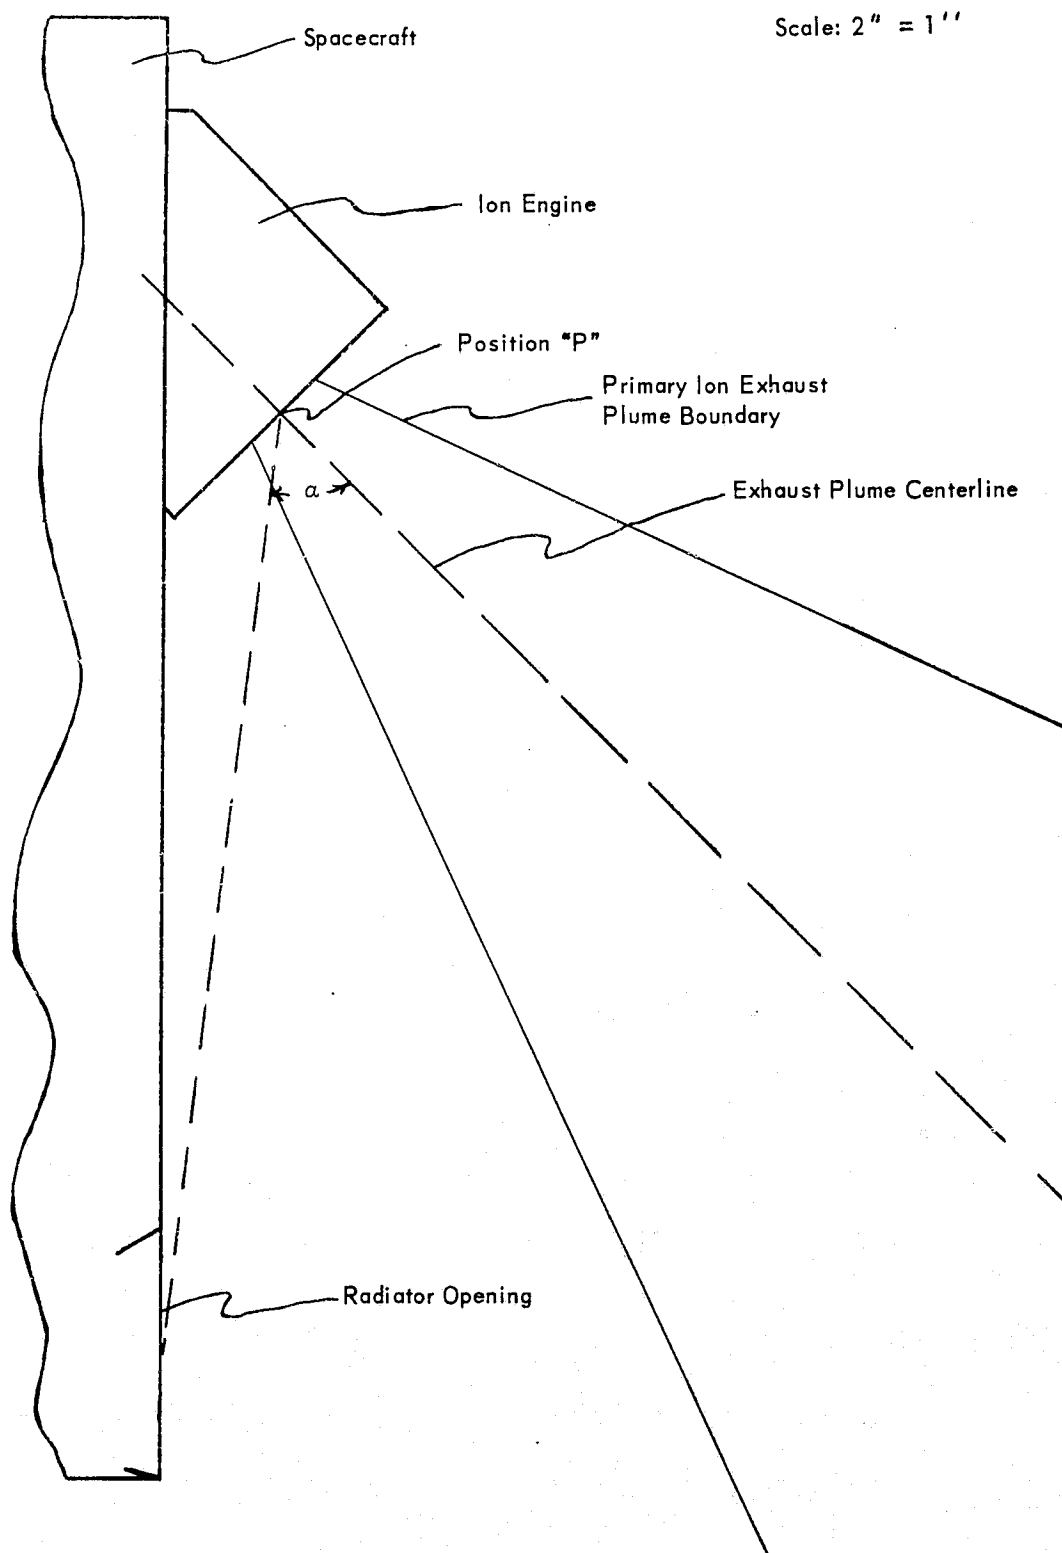 Scale: 2" = 1''
Spacecraft
Ion Engine
Position "P"
Primary Ion Exhaust
Plume Boundary
α
Exhaust Plume Centerline
Radiator Opening